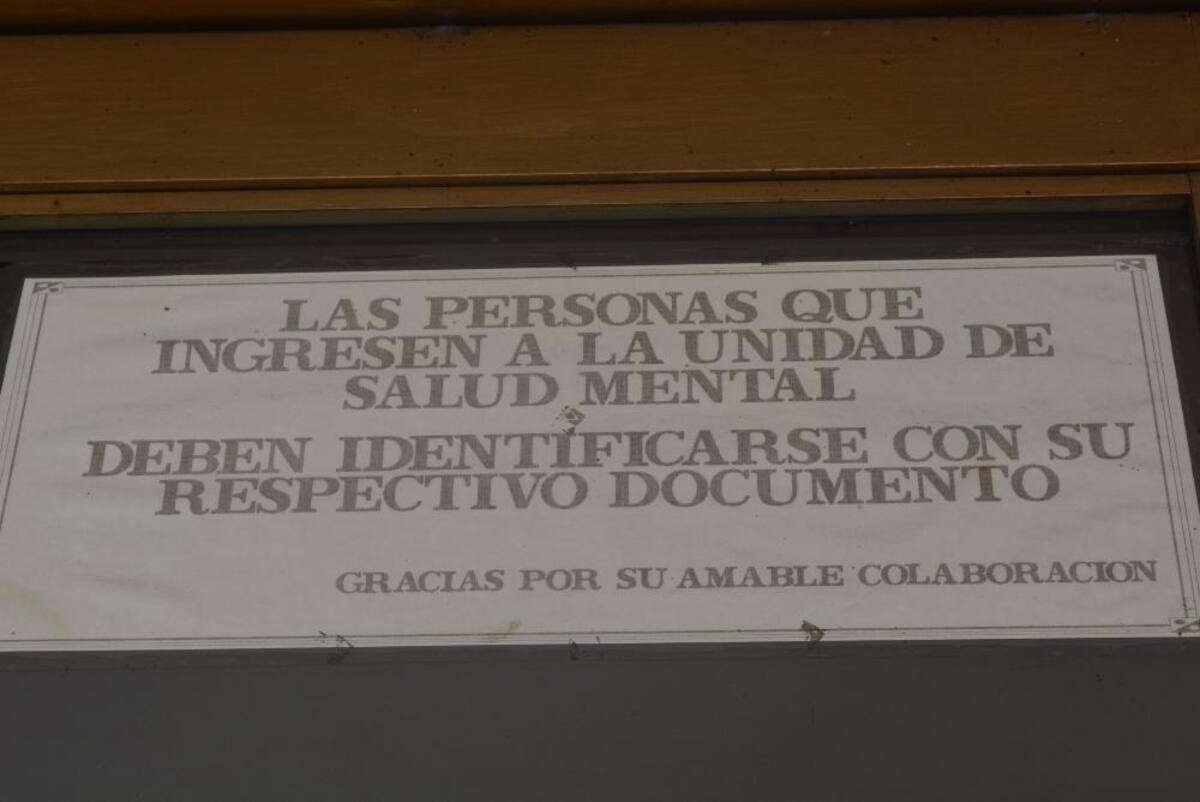 LAS PERSONAS QUE
INGRESEN A LA UNIDAD DE
SALUD MENTAL
DEBEN IDENTIFICARSE CON SU
RESPECTIVO DOCUMENTO
GRACIAS POR SU AMABLE COLABORACION